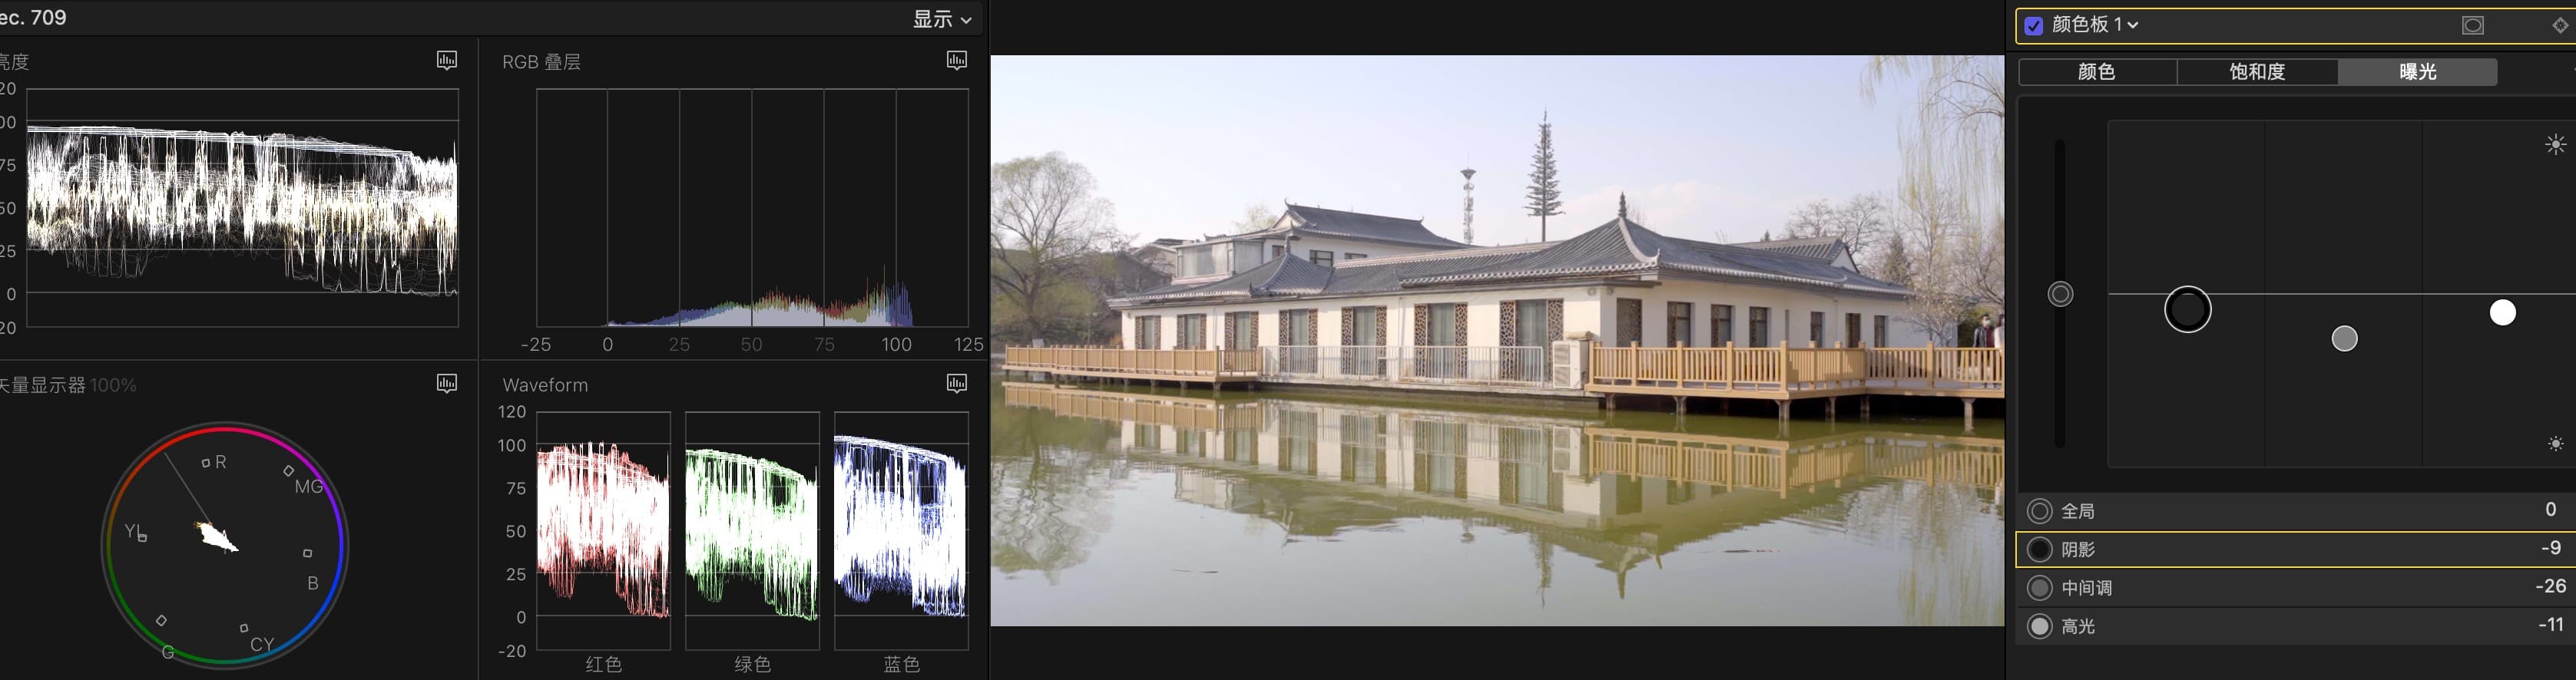 ec. 709
显示
亮度
20
00
75
50
25
0
20
RGB 叠层
-25 0 25 50 75 100 125
矢量显示器 100%
R
MG
YL
B
G
CY
Waveform
120
100
75
50
25
0
-20
红色 绿色 蓝色
颜色板 1
颜色 饱和度 曝光
全局 0
阴影 -9
中间调 -26
高光 -11